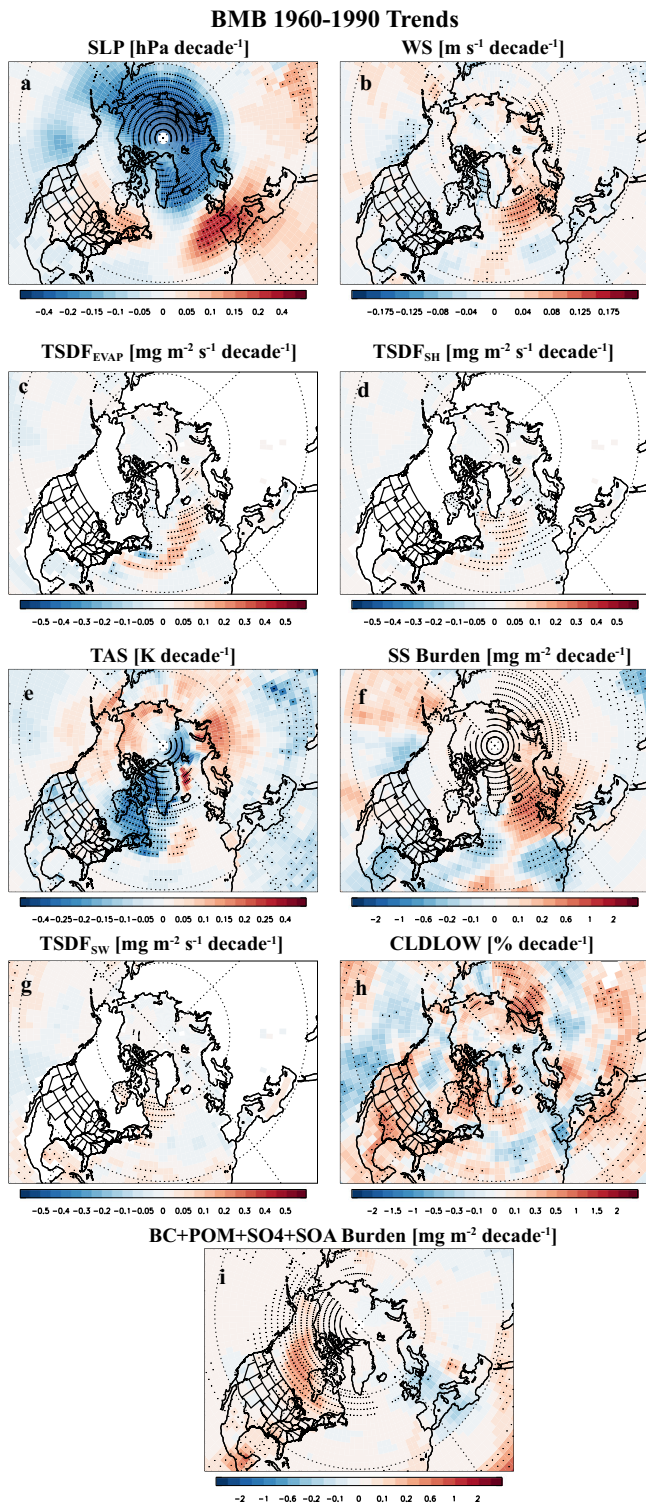 BMB 1960-1990 Trends
SLP [hPa decade⁻¹]
WS [m s⁻¹ decade⁻¹]
a
b
-0.4 -0.2 -0.15 -0.1 -0.05 0 0.05 0.1 0.15 0.2 0.4
-0.175 -0.125 -0.08 -0.04 0 0.04 0.08 0.125 0.175
TSDF_EVAP [mg m⁻² s⁻¹ decade⁻¹]
TSDF_SH [mg m⁻² s⁻¹ decade⁻¹]
c
d
-0.5 -0.4 -0.3 -0.2 -0.1 0 0.1 0.2 0.3 0.4 0.5
-0.5 -0.4 -0.3 -0.2 -0.1 0 0.1 0.2 0.3 0.4 0.5
TAS [K decade⁻¹]
SS Burden [mg m⁻² decade⁻¹]
e
f
-0.4 -0.25 -0.2 -0.15 -0.1 -0.05 0 0.05 0.1 0.15 0.2 0.25 0.4
-2 -1 -0.6 -0.2 -0.1 0 0.1 0.2 0.6 1 2
TSDF_SW [mg m⁻² s⁻¹ decade⁻¹]
CLDLOW [% decade⁻¹]
g
h
-0.5 -0.4 -0.3 -0.2 -0.1 0 0.1 0.2 0.3 0.4 0.5
-2 -1.5 -1 -0.5 -0.3 -0.1 0 0.1 0.3 0.5 1 1.5 2
BC+POM+SO4+SOA Burden [mg m⁻² decade⁻¹]
i
-2 -1 -0.6 -0.2 -0.1 0 0.1 0.2 0.6 1 2